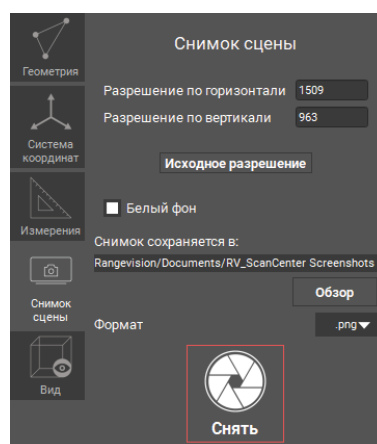 Снимок сцены
Геометрия
Разрешение по горизонтали 1509
Разрешение по вертикали 963
Система
координат
Исходное разрешение
Белый фон
Измерения
Снимок сохраняется в:
Rangevision/Documents/RV_ScanCenter Screenshots
Обзор
Снимок
сцены
Формат .png
Вид
Снять